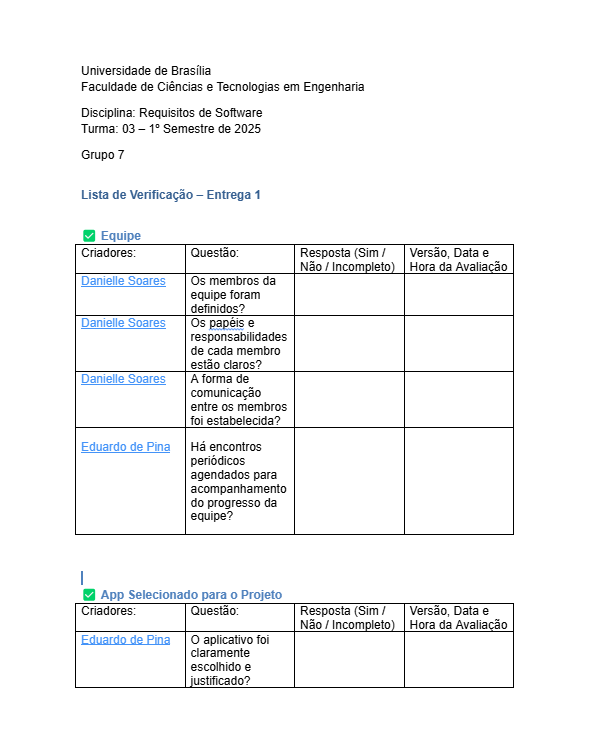 Universidade de Brasília
Faculdade de Ciências e Tecnologias em Engenharia
Disciplina: Requisitos de Software
Turma: 03 – 1º Semestre de 2025
Grupo 7
Lista de Verificação – Entrega 1
✅ Equipe
Criadores:
Questão:
Resposta (Sim /
Não / Incompleto)
Versão, Data e
Hora da Avaliação
Danielle Soares
Os membros da
equipe foram
definidos?
Danielle Soares
Os papéis e
responsabilidades
de cada membro
estão claros?
Danielle Soares
A forma de
comunicação
entre os membros
foi estabelecida?
Eduardo de Pina
Há encontros
periódicos
agendados para
acompanhamento
do progresso da
equipe?
✅ App Selecionado para o Projeto
Criadores:
Questão:
Resposta (Sim /
Não / Incompleto)
Versão, Data e
Hora da Avaliação
Eduardo de Pina
O aplicativo foi
claramente
escolhido e
justificado?